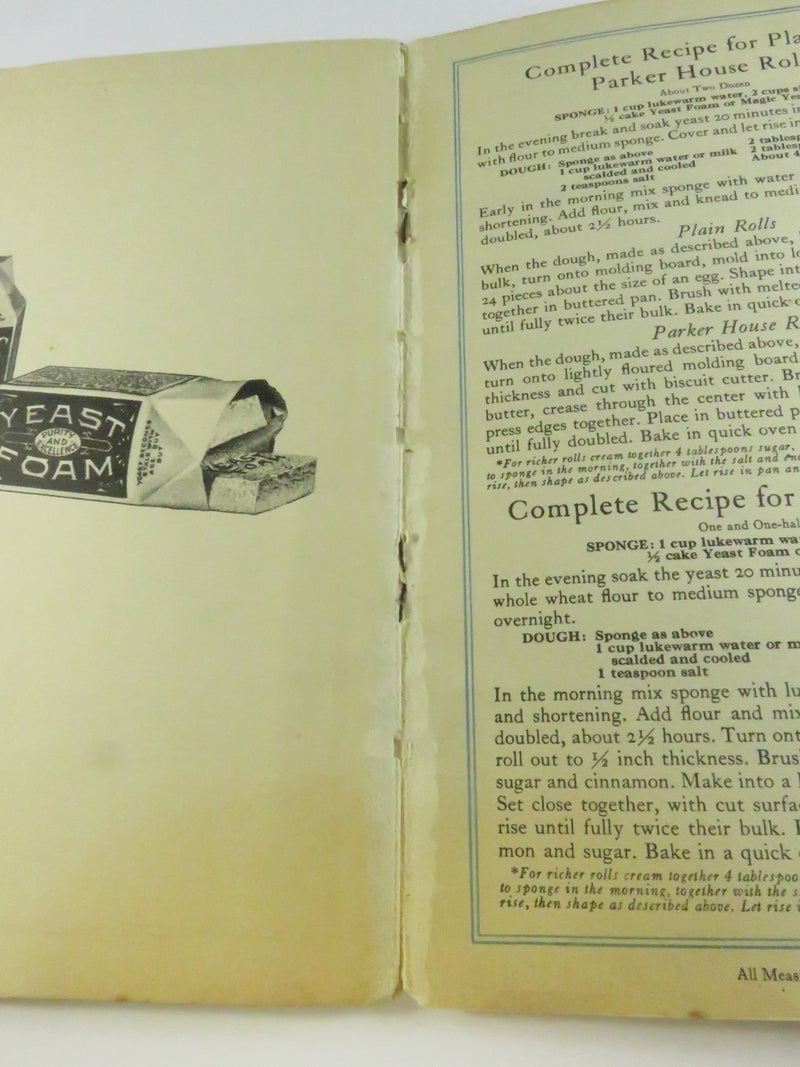 YEAST
PURITY
AND
EXCELLENCE
FOAM
YEAST BECOMES
STALE WITH
AGE BUY
OUT
Complete Recipe for Pla
Parker House Rol
About Two Dozen
SPONGE: 1 cup lukewarm water, 2 cups
½ cake Yeast Foam or Magic Ye
In the evening break and soak yeast 20 minutes i
with flour to medium sponge. Cover and let rise i
DOUGH: Sponge as above
1 cup lukewarm water or milk
scalded and cooled
2 teaspoons salt
2 tables
2 tables
About 4
Early in the morning mix sponge with water
shortening. Add flour, mix and knead to medi
doubled, about 2½ hours.
Plain Rolls
When the dough, made as described above,
bulk, turn onto molding board, mold into l
24 pieces about the size of an egg. Shape int
together in buttered pan. Brush with melte
until fully twice their bulk. Bake in quick
Parker House R
When the dough, made as described above,
turn onto lightly floured molding board
thickness and cut with biscuit cutter. Br
butter, crease through the center with
press edges together. Place in buttered p
until fully doubled. Bake in quick oven
*For richer rolls cream together 4 tablespoons sugar,
to sponge in the morning, together with the salt and
rise, then shape as described above. Let rise in pan an
Complete Recipe for
One and One-hal
SPONGE: 1 cup lukewarm wa
½ cake Yeast Foam o
In the evening soak the yeast 20 minu
whole wheat flour to medium sponge
overnight.
DOUGH: Sponge as above
1 cup lukewarm water or m
scalded and cooled
1 teaspoon salt
In the morning mix sponge with lu
and shortening. Add flour and mix
doubled, about 2½ hours. Turn ont
roll out to ½ inch thickness. Brus
sugar and cinnamon. Make into a
Set close together, with cut surfa
rise until fully twice their bulk.
mon and sugar. Bake in a quick
*For richer rolls cream together 4 tablespoo
to sponge in the morning, together with the s
rise, then shape as described above. Let rise i
All Meas